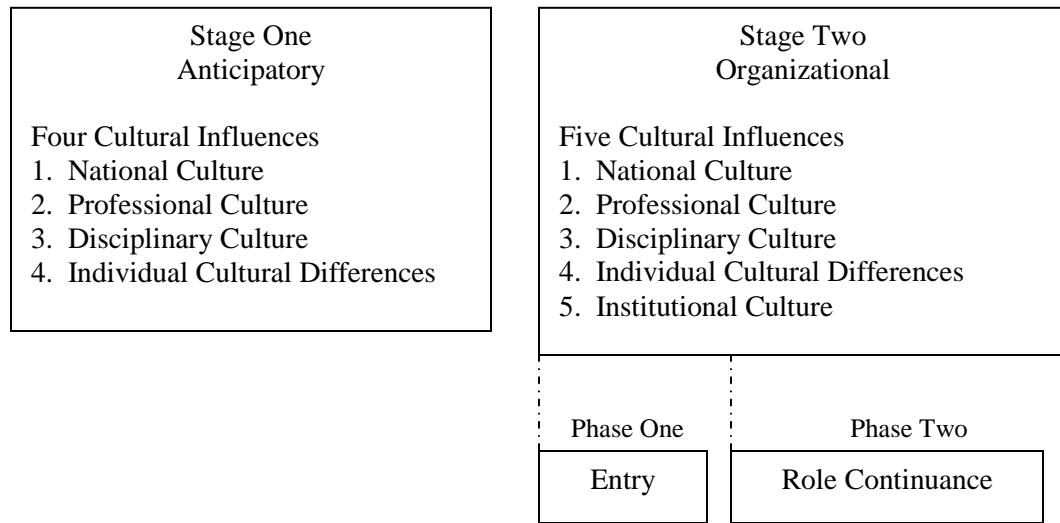 Stage One
Anticipatory
Four Cultural Influences
1. National Culture
2. Professional Culture
3. Disciplinary Culture
4. Individual Cultural Differences
Stage Two
Organizational
Five Cultural Influences
1. National Culture
2. Professional Culture
3. Disciplinary Culture
4. Individual Cultural Differences
5. Institutional Culture
Phase One
Entry
Phase Two
Role Continuance